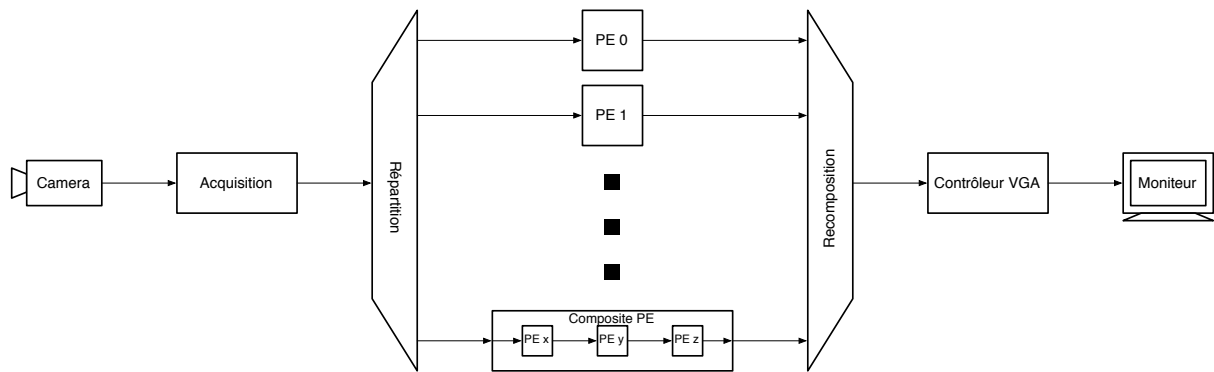 Camera
Acquisition
Répartition
PE 0
PE 1
Composite PE
PE x
PE y
PE z
Recomposition
Contrôleur VGA
Moniteur